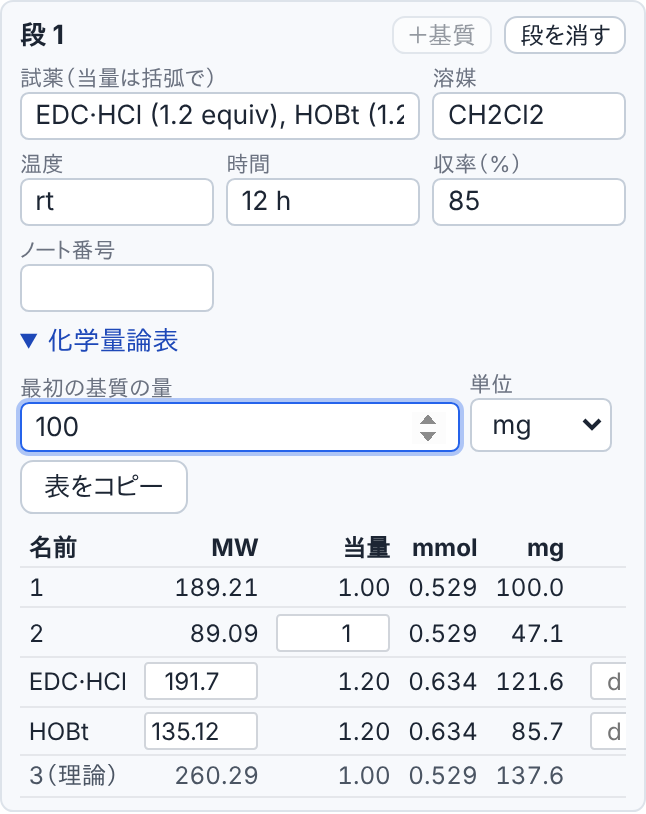 段 1 ＋基質 段を消す
試薬（当量は括弧で） 溶媒
EDC·HCl (1.2 equiv), HOBt (1.2 CH2Cl2
温度 時間 収率（%）
rt 12 h 85
ノート番号
▼ 化学量論表
最初の基質の量 単位
100 mg
表をコピー
名前 MW 当量 mmol mg
1 189.21 1.00 0.529 100.0
2 89.09 1 0.529 47.1
EDC·HCl 191.7 1.20 0.634 121.6 d
HOBt 135.12 1.20 0.634 85.7 d
3（理論） 260.29 1.00 0.529 137.6